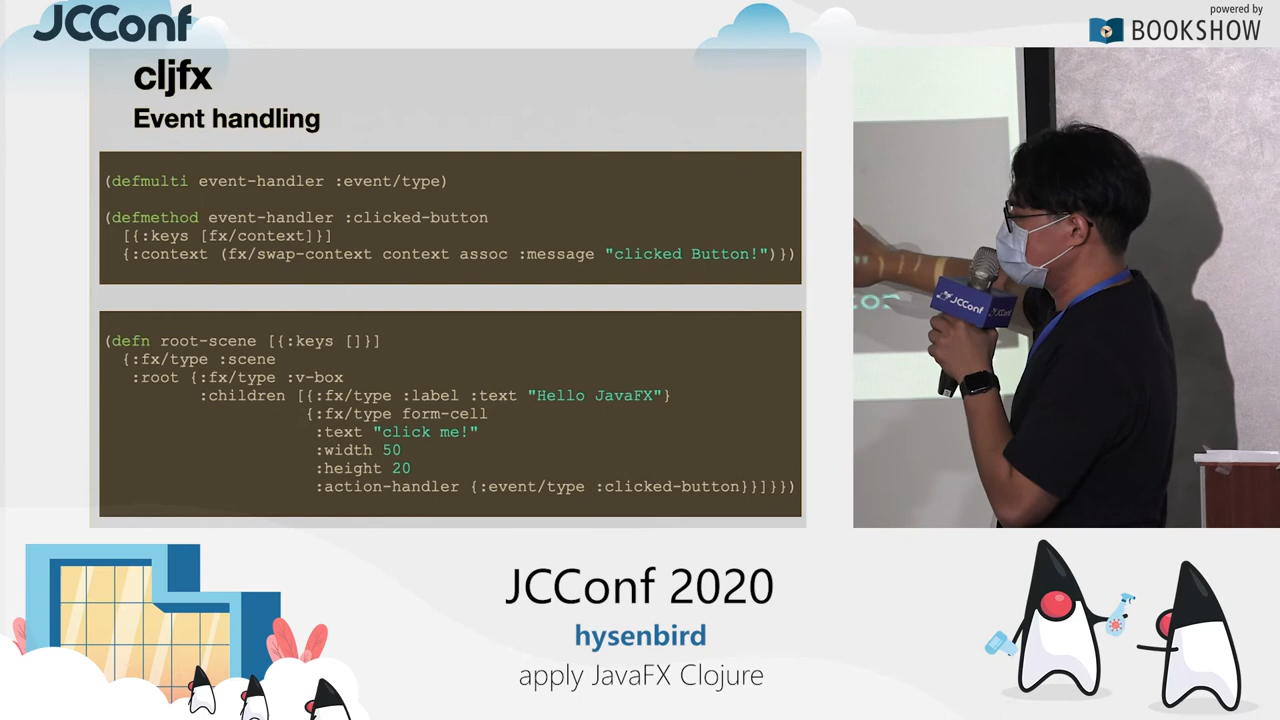 JCConf
powered by
BOOKSHOW
cljfx
Event handling
(defmulti event-handler :event/type)
(defmethod event-handler :clicked-button
[{:keys [fx/context]}]
{:context (fx/swap-context context assoc :message "clicked Button!")})
(defn root-scene [{:keys []}]
{:fx/type :scene
:root {:fx/type :v-box
:children [{:fx/type :label :text "Hello JavaFX"}
{:fx/type form-cell
:text "click me!"
:width 50
:height 20
:action-handler {:event/type :clicked-button}}]}})
JCConf
JCConf
JCConf 2020
hysenbird
apply JavaFX Clojure